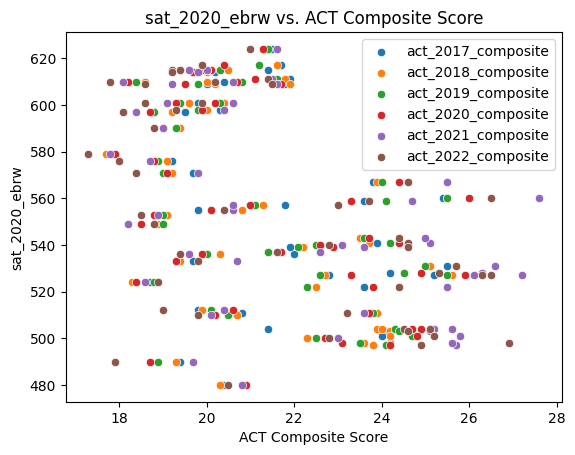 sat_2020_ebrw vs. ACT Composite Score
act_2017_composite
act_2018_composite
act_2019_composite
act_2020_composite
act_2021_composite
act_2022_composite
sat_2020_ebrw
620
600
580
560
540
520
500
480
18 20 22 24 26 28
ACT Composite Score